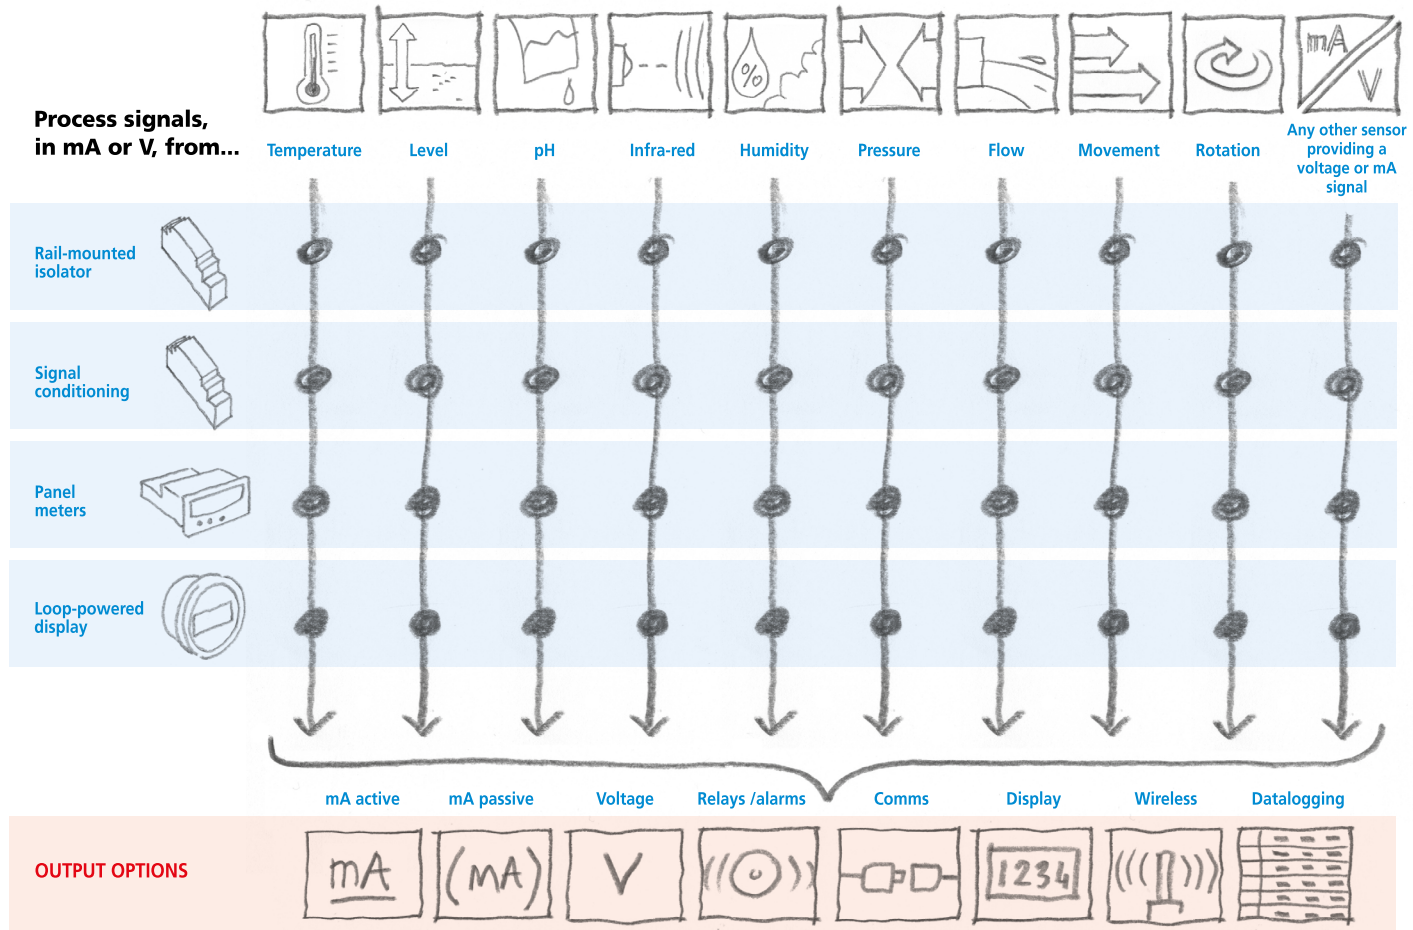 mA
V
%
Process signals,
in mA or V, from...
Temperature
Level
pH
Infra-red
Humidity
Pressure
Flow
Movement
Rotation
Any other sensor
providing a
voltage or mA
signal
Rail-mounted
isolator
Signal
conditioning
Panel
meters
Loop-powered
display
mA active
mA passive
Voltage
Relays /alarms
Comms
Display
Wireless
Datalogging
OUTPUT OPTIONS
mA
(mA)
V
1234